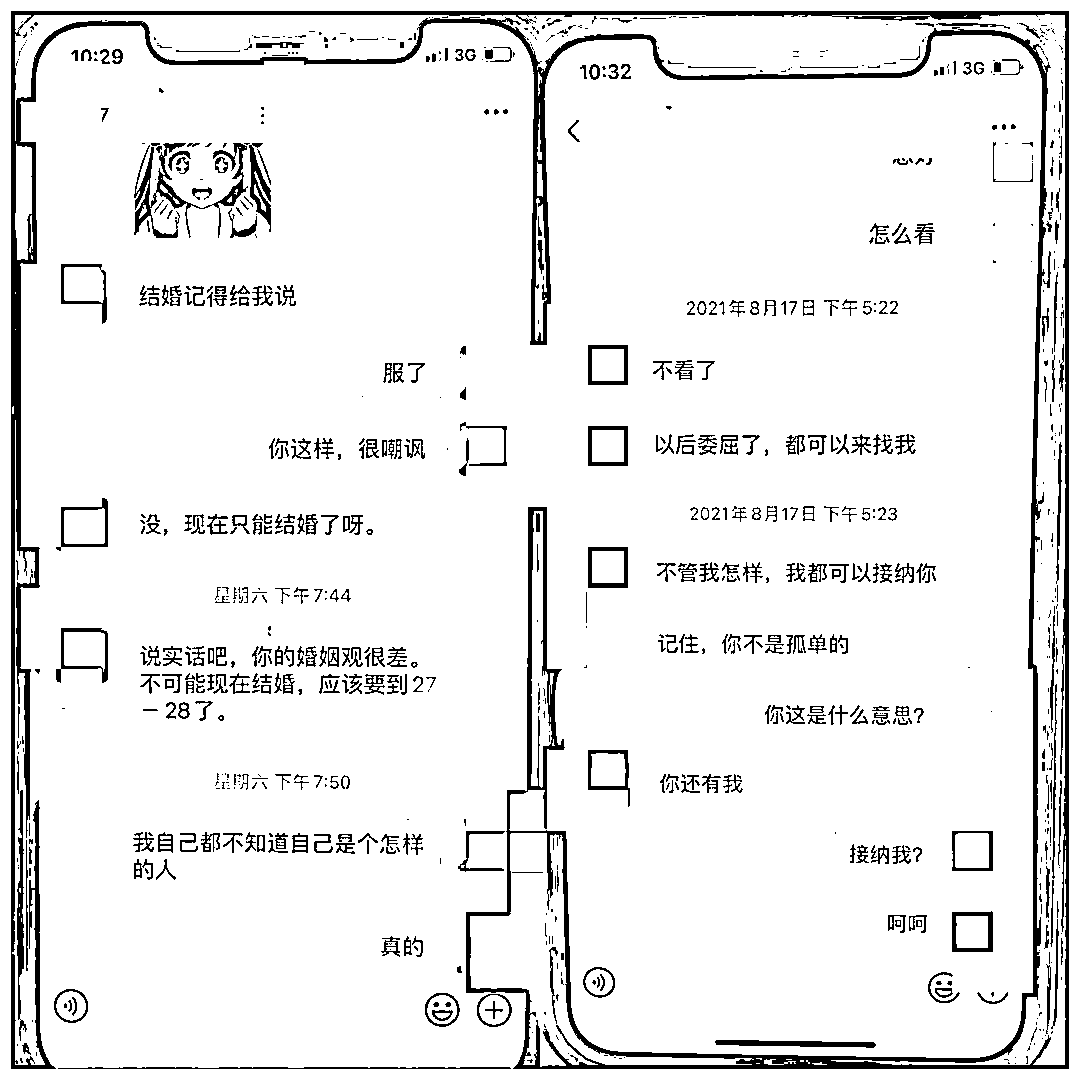 10:29
3G
7
结婚记得给我说
服了
你这样，很嘲讽
没，现在只能结婚了呀。
星期六 下午7:44
说实话吧，你的婚姻观很差。
不可能现在结婚，应该要到27
－28了。
星期六 下午7:50
我自己都不知道自己是个怎样
的人
真的
10:32
3G
怎么看
2021年8月17日 下午5:22
不看了
以后委屈了，都可以来找我
2021年8月17日 下午5:23
不管我怎样，我都可以接纳你
记住，你不是孤单的
你这是什么意思?
你还有我
接纳我?
呵呵